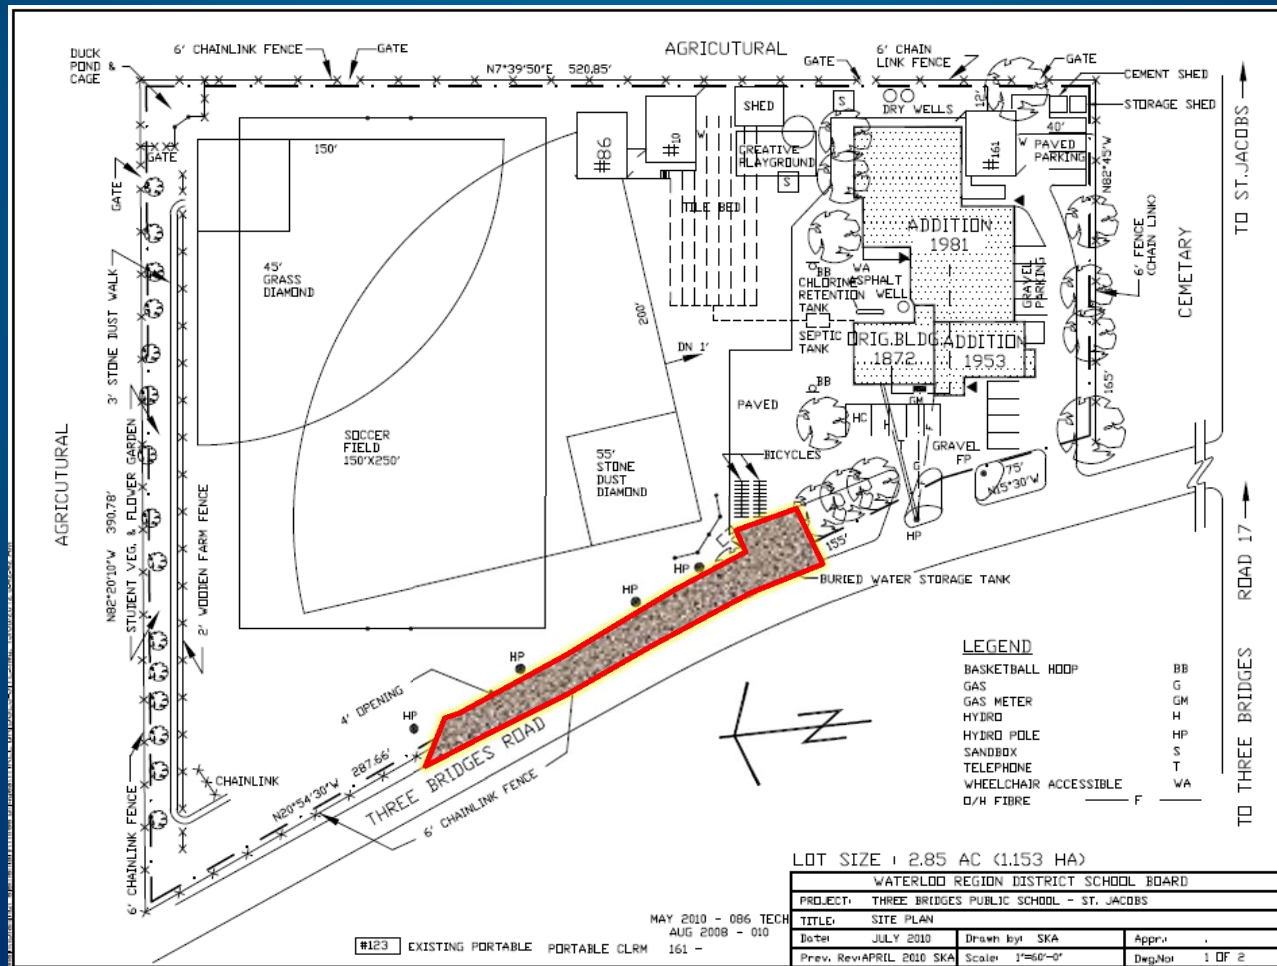 DUCK
POND &
CAGE
6' CHAINLINK FENCE
GATE
AGRICUTURAL
N7°39'50"E 520.85'
GATE
6' CHAIN
LINK FENCE
GATE
CEMENT SHED
STORAGE SHED
TO ST.JACOBS
SHED
S
DRY WELLS
12'
40'
#86
#10
W
CREATIVE
PLAYGROUND
S
#161
W
PAVED
PARKING
N82°45'W
GATE
GATE
150'
TILE BED
ADDITION
1981
6' FENCE
(CHAIN LINK)
CEMETARY
3' STONE DUST WALK
45'
GRASS
DIAMOND
200'
BB
WA
CHLORINE
RETENTION
TANK
ASPHALT
WELL
GRAVEL
PARKING
SEPTIC
TANK
DN 1'
ORIG.BLDG
1872
ADDITION
1953
BB
GM
165'
PAVED
HC
H
F
T
G
GRAVEL
FP
75'
N15°30'W
BICYCLES
AGRICUTURAL
N82°20'10"W 390.78'
STUDENT VEG. & FLOWER GARDEN
2' WOODEN FARM FENCE
SOCCER
FIELD
150'X250'
55'
STONE
DUST
DIAMOND
HP
155'
HP
BURIED WATER STORAGE TANK
HP
HP
HP
4' OPENING
N20°54'30"W 287.66'
THREE BRIDGES ROAD
6' CHAINLINK FENCE
CHAINLINK
6' CHAINLINK FENCE
TO THREE BRIDGES ROAD 17
LEGEND
BASKETBALL HOOP BB
GAS G
GAS METER GM
HYDRO H
HYDRO POLE HP
SANDBOX S
TELEPHONE T
WHEELCHAIR ACCESSIBLE WA
O/H FIBRE F
LOT SIZE : 2.85 AC (1.153 HA)
WATERLOO REGION DISTRICT SCHOOL BOARD
PROJECT: THREE BRIDGES PUBLIC SCHOOL - ST. JACOBS
TITLE: SITE PLAN
Date: JULY 2010 Drawn by: SKA Appr.: .
Prev. Rev: APRIL 2010 SKA Scale: 1"=60'-0" Dwg.No: 1 OF 2
MAY 2010 - 086 TECH
AUG 2008 - 010
#123 EXISTING PORTABLE PORTABLE CLRM 161 -